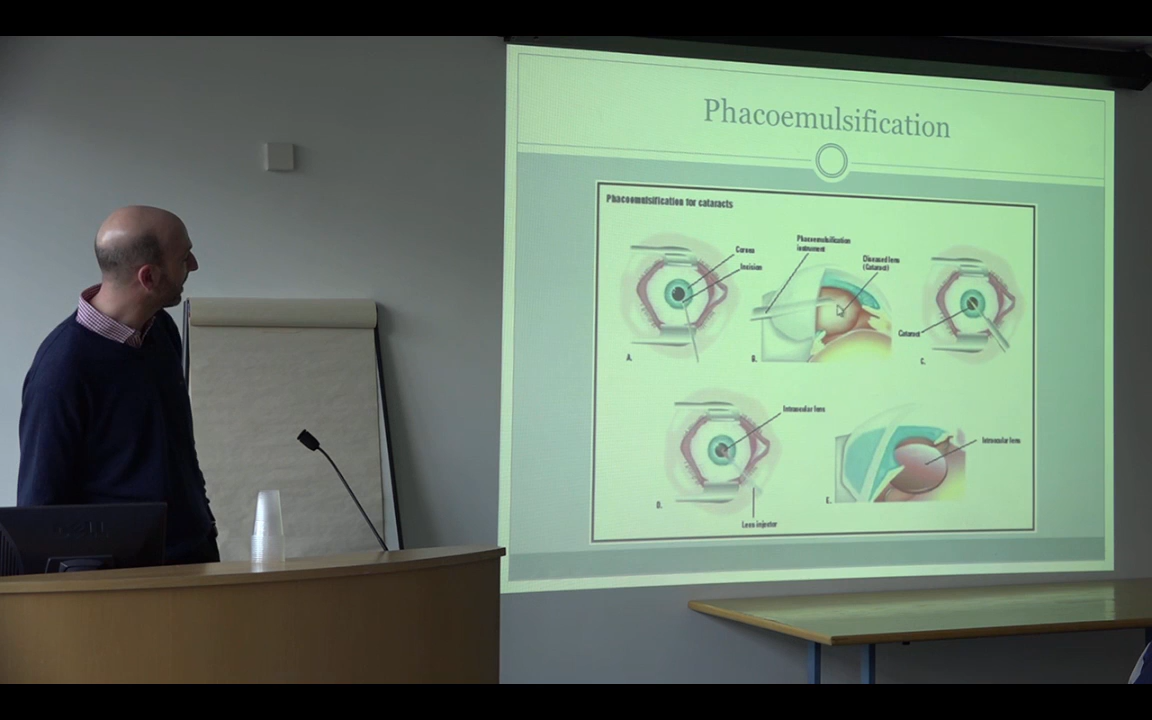 Phacoemulsification
Phacoemulsification for cataracts
Cornea
Incision
A.
Phacoemulsification
instrument
Diseased lens
(Cataract)
B.
Cataract
C.
Intraocular lens
D.
Lens injector
Intraocular lens
E.